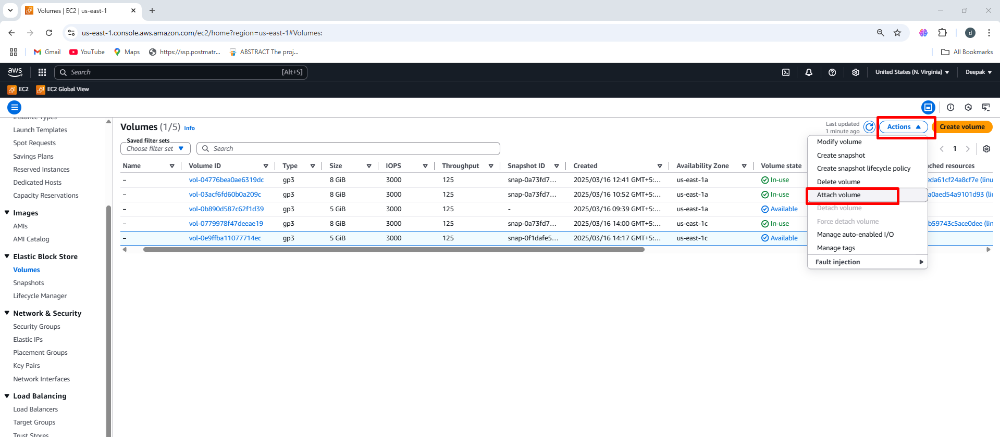 Volumes | EC2 | us-east-1
us-east-1.console.aws.amazon.com/ec2/home?region=us-east-1#Volumes:
d
Gmail YouTube Maps https://ssp.postmatr... ABSTRACT The proj... All Bookmarks
aws Search [Alt+S] United States (N. Virginia) Deepak
EC2 EC2 Global View
Instance Types
Launch Templates
Spot Requests
Savings Plans
Reserved Instances
Dedicated Hosts
Capacity Reservations
Images
AMIs
AMI Catalog
Elastic Block Store
Volumes
Snapshots
Lifecycle Manager
Network & Security
Security Groups
Elastic IPs
Placement Groups
Key Pairs
Network Interfaces
Load Balancing
Load Balancers
Target Groups
Trust Stores
Volumes (1/5) Info
Last updated
1 minute ago
Actions
Create volume
Saved filter sets
Choose filter set
Search
1
Name Volume ID Type Size IOPS Throughput Snapshot ID Created Availability Zone Volume state ched resources
– vol-04776bea0ae6319dc gp3 8 GiB 3000 125 snap-0a73fd7... 2025/03/16 12:41 GMT+5:... us-east-1a In-use eda61cf24a8cf7e (linu
– vol-03acf6fd60b0a209c gp3 8 GiB 3000 125 snap-0a73fd7... 2025/03/16 10:52 GMT+5:... us-east-1a In-use a0aed54a9101d93 (lin
– vol-0b890d587c62f1d39 gp3 5 GiB 3000 125 - 2025/03/16 09:39 GMT+5:... us-east-1a Available
– vol-0779978f47deeae19 gp3 8 GiB 3000 125 snap-0a73fd7... 2025/03/16 14:00 GMT+5:... us-east-1c In-use b59743c5ace0dee (linu
– vol-0e9ffba11077714ec gp3 5 GiB 3000 125 snap-0f1dafe5... 2025/03/16 14:17 GMT+5:... us-east-1c Available
Modify volume
Create snapshot
Create snapshot lifecycle policy
Delete volume
Attach volume
Detach volume
Force detach volume
Manage auto-enabled I/O
Manage tags
Fault injection